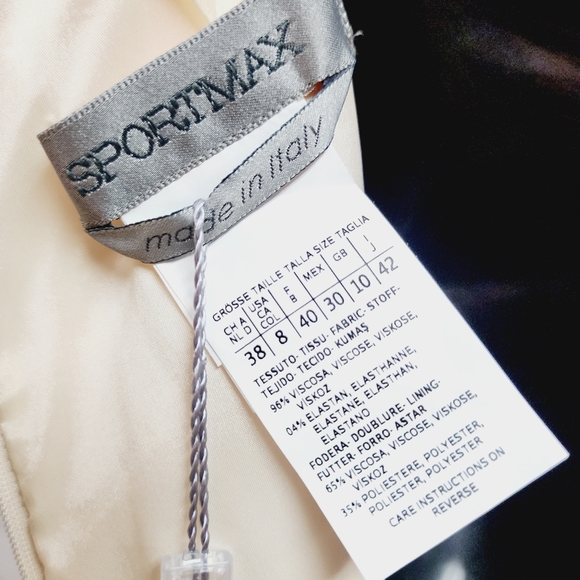 SPORTMAX
made in Italy
GRÖSSE TAILLE TALLA SIZE TAGLIA
CH A USA F MEX GB I
NL D CA B J
COL
38 8 40 30 10 42
TESSUTO- TISSU- FABRIC- STOFF-
TEJIDO- TECIDO- KUMAŞ
96% VISCOSA, VISCOSE, VISKOSE,
VISKOZ
04% ELASTAN, ELASTHANNE,
ELASTANE, ELASTHAN,
ELASTANO
FODERA- DOUBLURE- LINING-
FUTTER- FORRO- ASTAR
65% VISCOSA, VISCOSE, VISKOSE,
VISKOZ
35% POLIESTERE, POLYESTER,
POLIESTER, POLYESTER
CARE INSTRUCTIONS ON
REVERSE